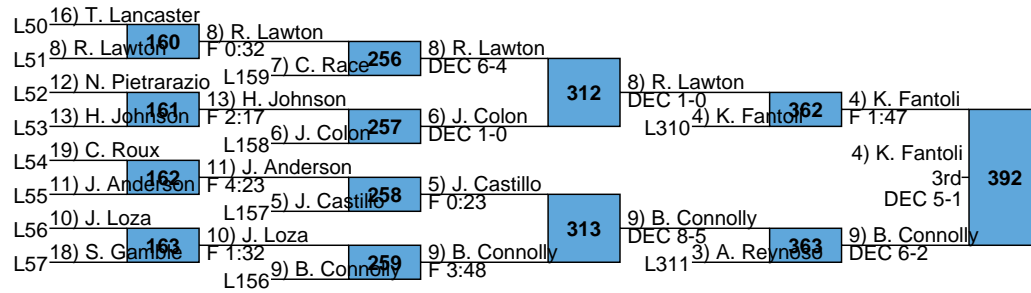 L50 16) T. Lancaster
160
L51 8) R. Lawton
8) R. Lawton
F 0:32
256
L159 7) C. Race
8) R. Lawton
DEC 6-4
L52 12) N. Pietrarazio
161
L53 13) H. Johnson
13) H. Johnson
F 2:17
257
L158 6) J. Colon
6) J. Colon
DEC 1-0
312
8) R. Lawton
DEC 1-0
362
L310 4) K. Fantoli
4) K. Fantoli
F 1:47
L54 19) C. Roux
162
L55 11) J. Anderson
11) J. Anderson
F 4:23
258
L157 5) J. Castillo
5) J. Castillo
F 0:23
L56 10) J. Loza
163
L57 18) S. Gamble
10) J. Loza
F 1:32
259
L156 9) B. Connolly
9) B. Connolly
F 3:48
313
9) B. Connolly
DEC 8-5
363
L311 3) A. Reynoso
9) B. Connolly
DEC 6-2
392
4) K. Fantoli
3rd
DEC 5-1